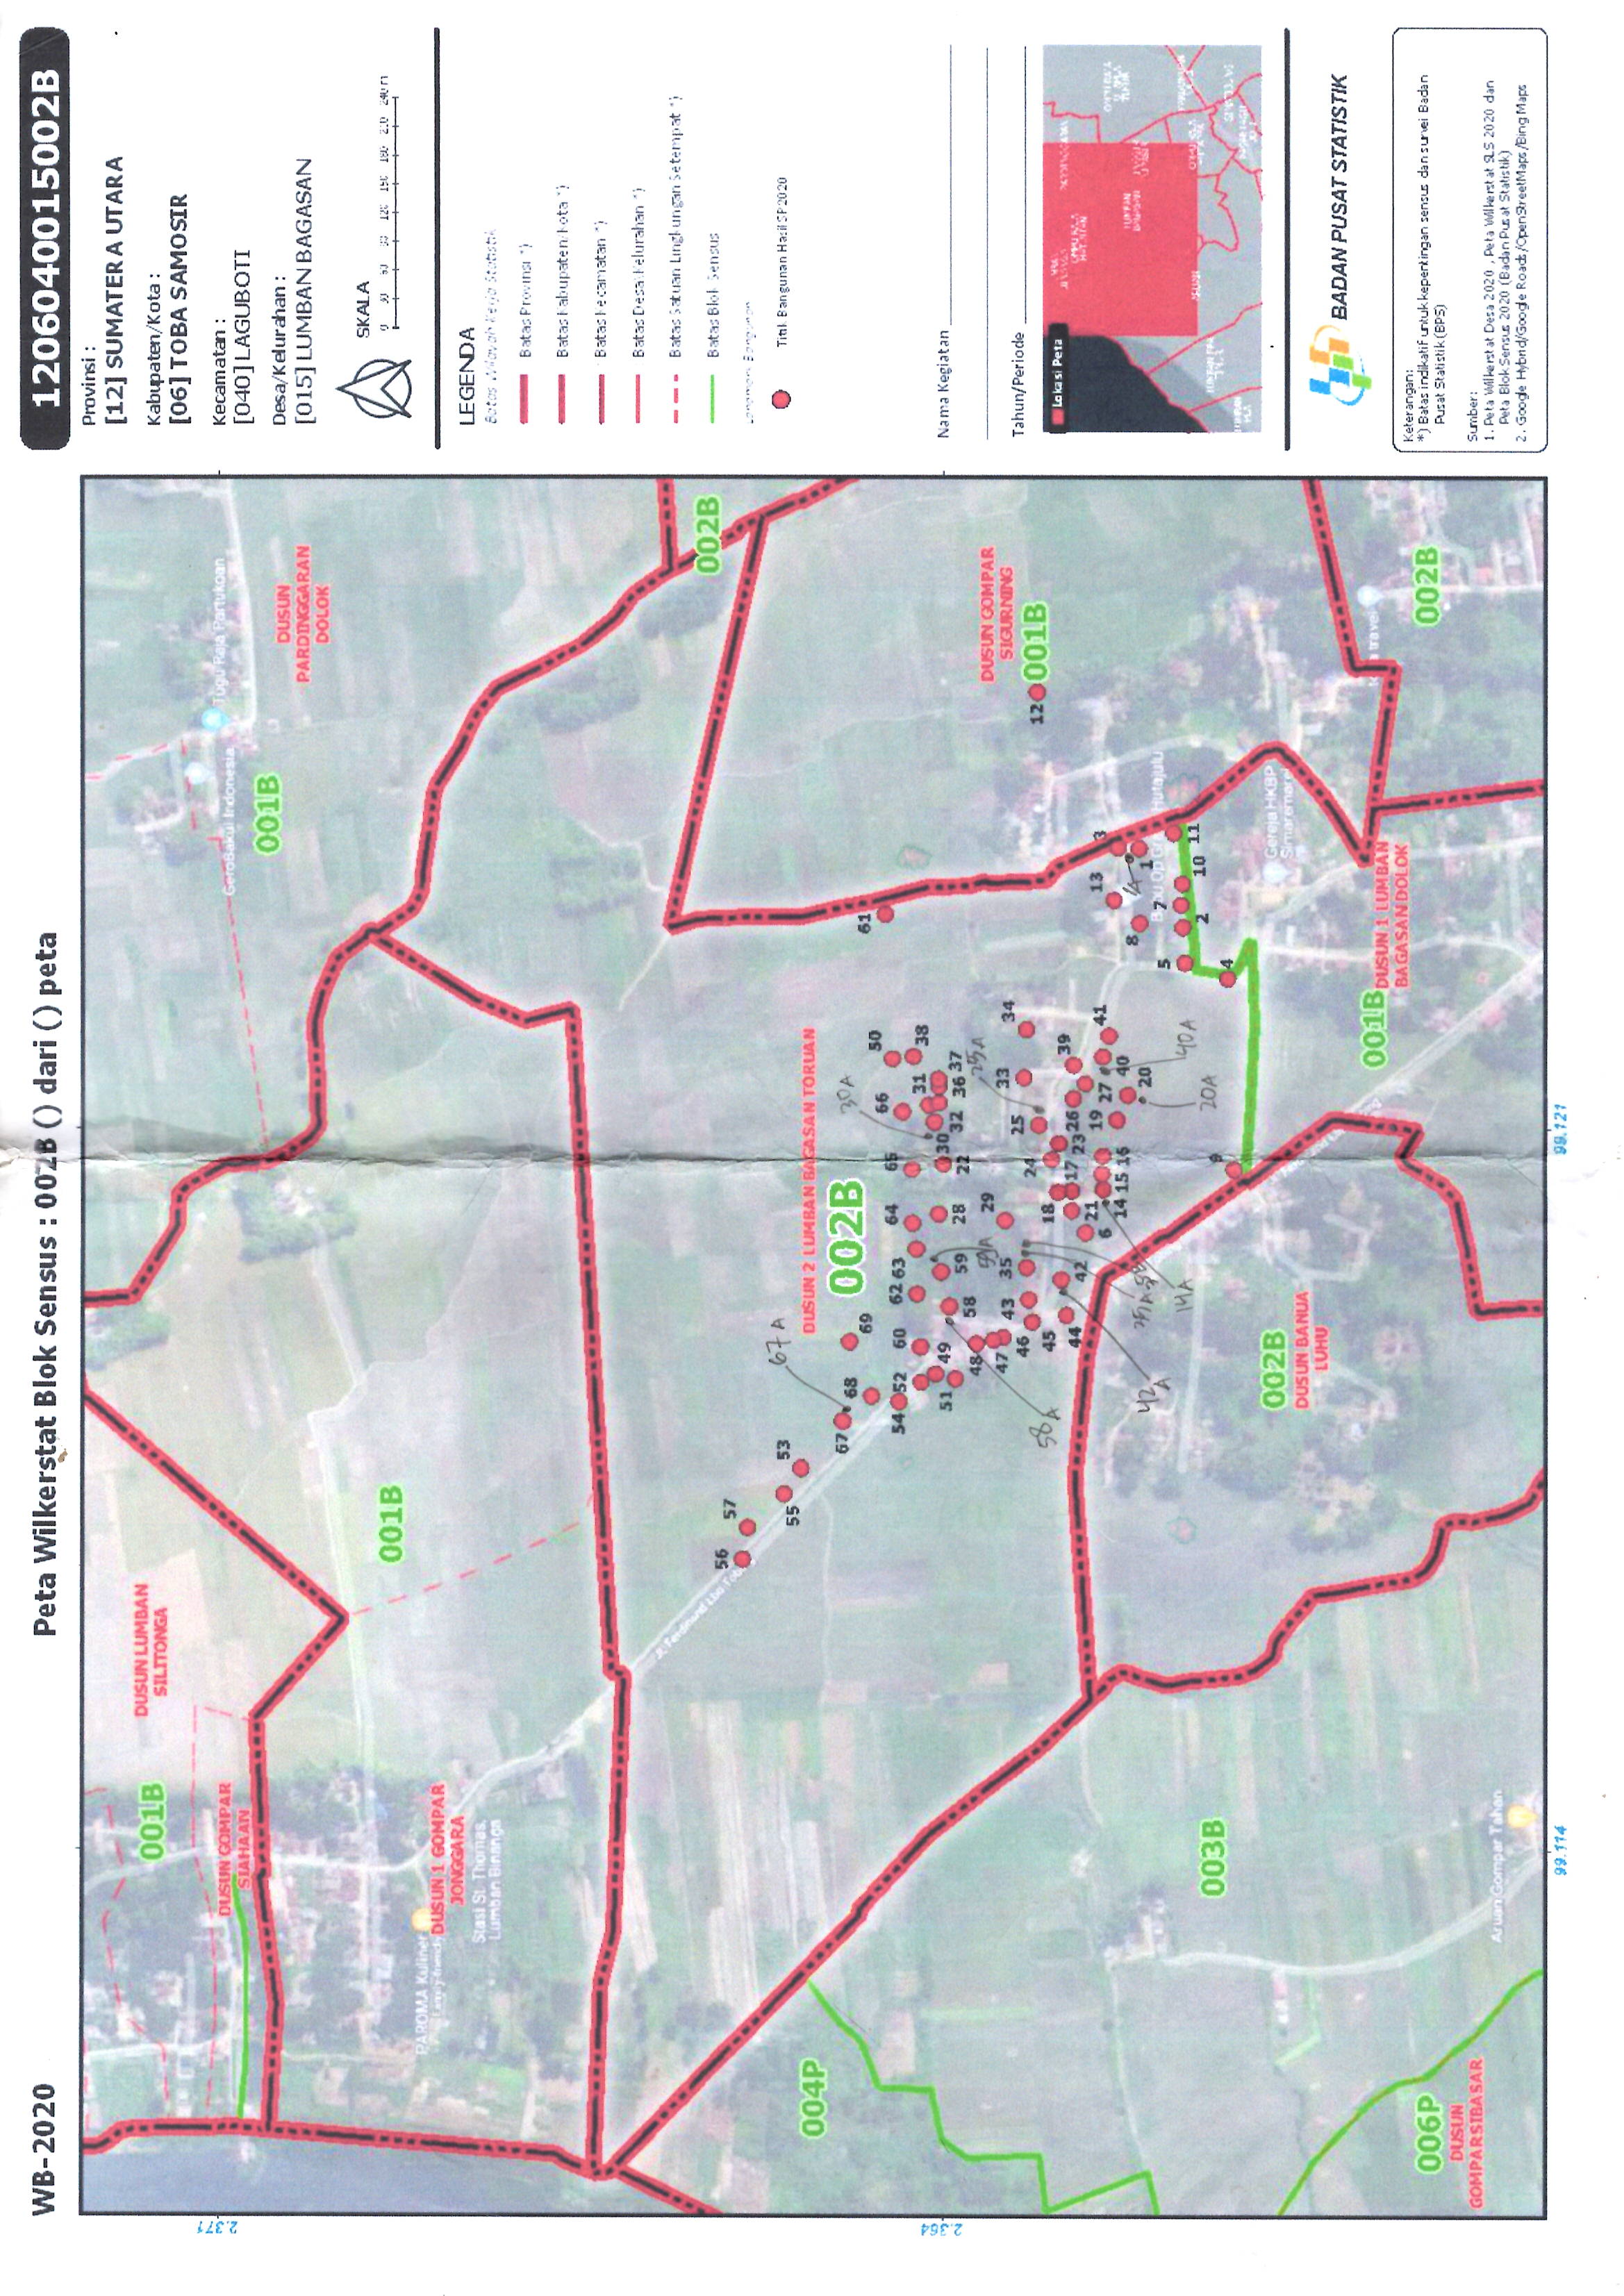 WB-2020
Peta Wilkerstat Blok Sensus : 002B () dari () peta
1206040015002B
Provinsi :
[12] SUMATERA UTARA
Kabupaten/Kota :
[06] TOBA SAMOSIR
Kecamatan :
[040] LAGUBOTI
Desa/Kelurahan :
[015] LUMBAN BAGASAN
SKALA
0 30 60 90 120 150 180 210 240 m
LEGENDA
Batas Wilayah Kerja Statistik
Batas Provinsi *)
Batas Kabupaten/Kota *)
Batas Kecamatan *)
Batas Desa/Kelurahan *)
Batas Satuan Lingkungan Setempat *)
Batas Blok Sensus
Landmark Bangunan
Titik Bangunan Hasil SP2020
Nama Kegiatan
Tahun/Periode
Lokasi Peta
BADAN PUSAT STATISTIK
Keterangan:
*) Batas indikatif untuk kepentingan sensus dan survei Badan
Pusat Statistik (BPS)
Sumber:
1. Peta Wilkerstat Desa 2020 , Peta Wilkerstat SLS 2020 dan
Peta Blok Sensus 2020 (Badan Pusat Statistik)
2. Google Hybrid/Google Roads/OpenStreetMaps/Bing Maps
2.371
2.364
99.114
99.121
001B
DUSUN LUMBAN
SILITONGA
DUSUN GOMPAR
SIAHAAN
GeroBakul Indonesia
Tugu Raja Partukoan
001B
DUSUN
PARDINGGARAN
DOLOK
001B
PAROMA Kuliner
Family-friendly
DUSUN 1 GOMPAR
JONGGARA
Stasi St. Thomas,
Lumban Binanga
002B
004P
56
57
55
53
67 A
DUSUN 2 LUMBAN BAGASAN TORUAN
002B
67
68
69
30A
61
50
54
52
60
62
63
64
65
66
31
38
51
49
58
59
28
22
30
32
36
37
48
59A
25A
47
43
35
29
33
34
46
58A
25
24
45
18
44
42
17
23
26
39
21
6
14
15
16
19
27
40
41
20
42A
14A
20A
40A
DUSUN GOMPAR
SIGURNING
12
001B
13
3
8
1A
1
Hutajulu
5
7
2
10
11
4
9
003B
002B
DUSUN BANUA
LUHU
Gereja HKBP
001B
DUSUN 1 LUMBAN
BAGASAN DOLOK
travel
002B
006P
DUSUN
GOMPARSIBASAR
Aruan Gompar Tahan